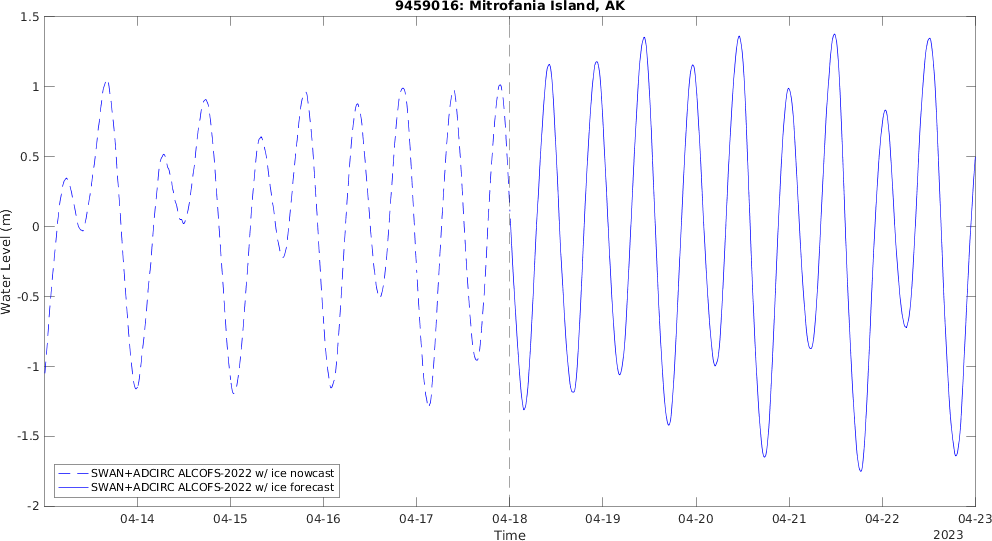 9459016: Mitrofania Island, AK
1.5
1
0.5
0
-0.5
-1
-1.5
-2
Water Level (m)
SWAN+ADCIRC ALCOFS-2022 w/ ice nowcast
SWAN+ADCIRC ALCOFS-2022 w/ ice forecast
04-14 04-15 04-16 04-17 04-18 04-19 04-20 04-21 04-22 04-23
Time
2023